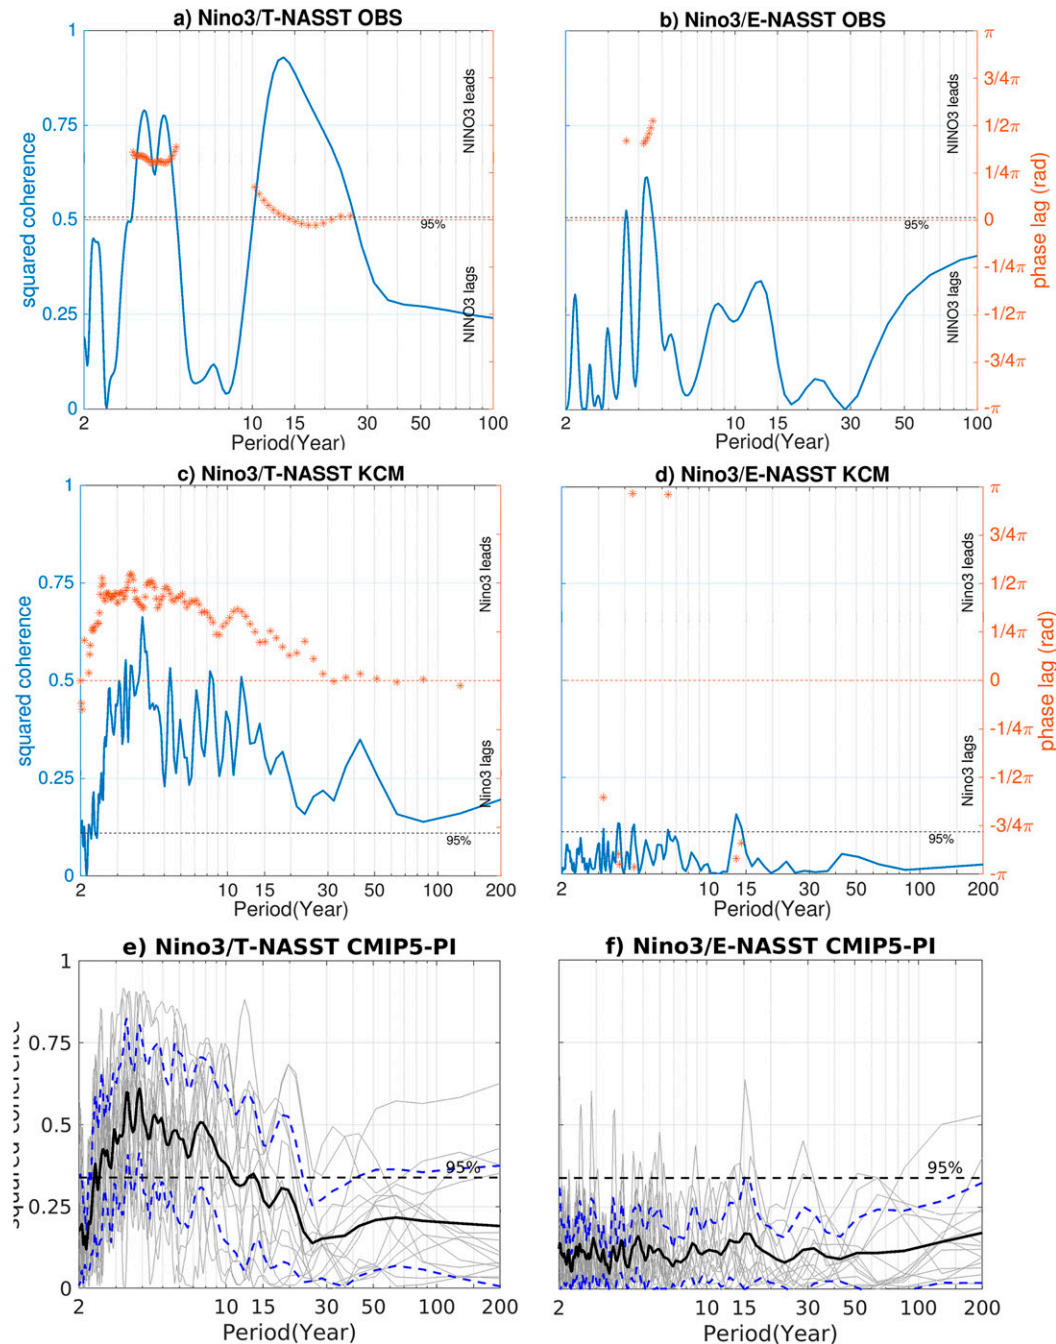 a) Nino3/T-NASST OBS
1
0.75
0.5
0.25
0
squared coherence
NINO3 leads
95%
NINO3 lags
2 10 15 30 50 100
Period(Year)
b) Nino3/E-NASST OBS
π
3/4π
1/2π
1/4π
0
-1/4π
-1/2π
-3/4π
-π
phase lag (rad)
NINO3 leads
95%
NINO3 lags
2 10 15 30 50 100
Period(Year)
c) Nino3/T-NASST KCM
1
0.75
0.5
0.25
0
squared coherence
Nino3 leads
Nino3 lags
95%
2 10 15 30 50 100 200
Period(Year)
d) Nino3/E-NASST KCM
π
3/4π
1/2π
1/4π
0
-1/4π
-1/2π
-3/4π
-π
phase lag (rad)
Nino3 leads
Nino3 lags
95%
2 10 15 30 50 100 200
Period(Year)
e) Nino3/T-NASST CMIP5-PI
1
0.75
0.5
0.25
0
squared coherence
95%
2 10 15 30 50 100 200
Period(Year)
f) Nino3/E-NASST CMIP5-PI
95%
2 10 15 30 50 100 200
Period(Year)